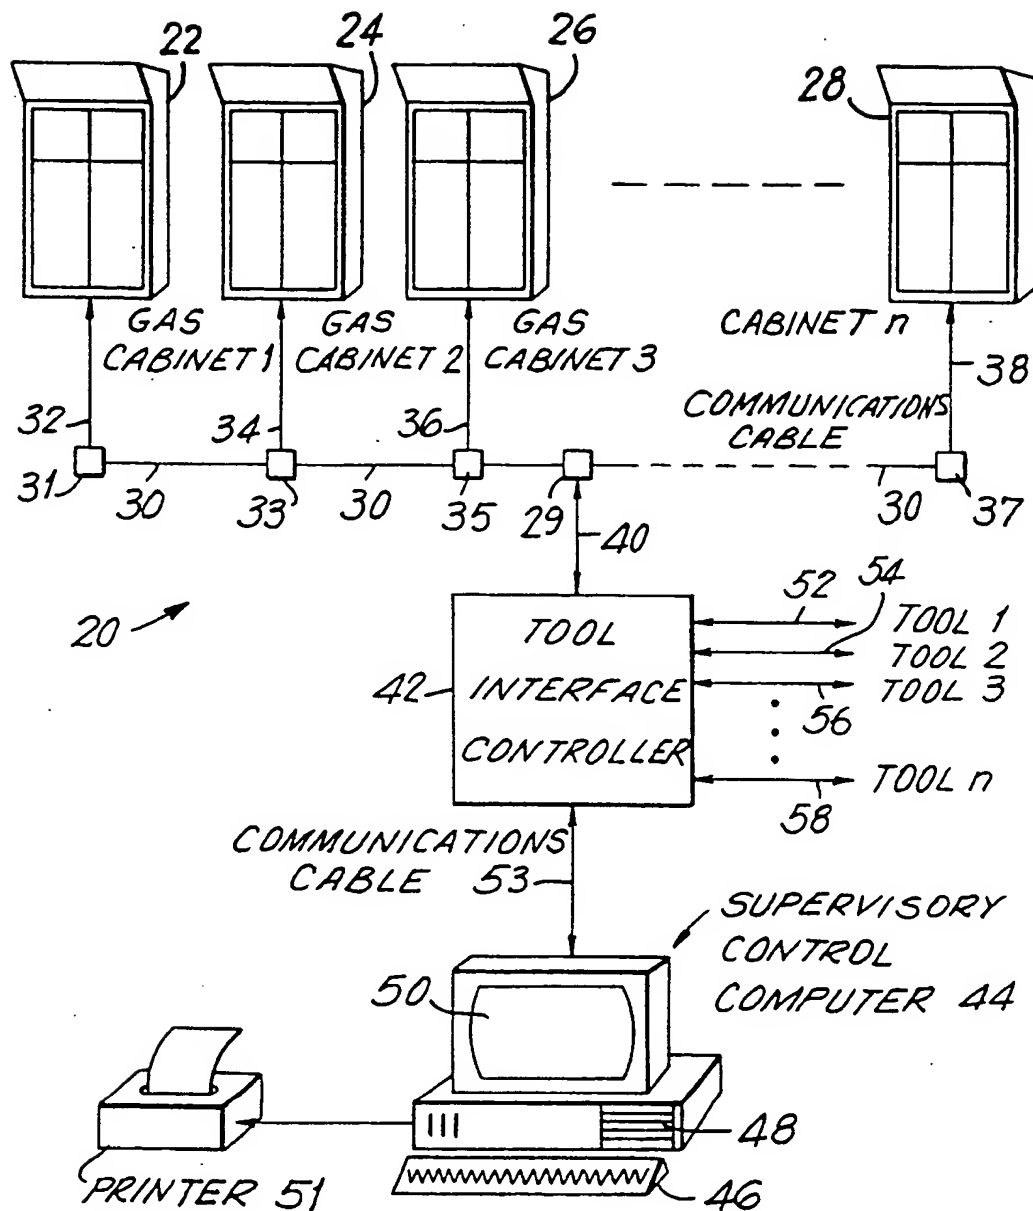 22
24
26
28
GAS
CABINET 1
GAS
CABINET 2
GAS
CABINET 3
CABINET n
32
34
36
38
COMMUNICATIONS
CABLE
31
30
33
30
35
29
30
37
40
20
42
TOOL
INTERFACE
CONTROLLER
52
54
TOOL 1
TOOL 2
TOOL 3
56
TOOL n
58
COMMUNICATIONS
CABLE
53
SUPERVISORY
CONTROL
COMPUTER 44
50
48
46
PRINTER 51